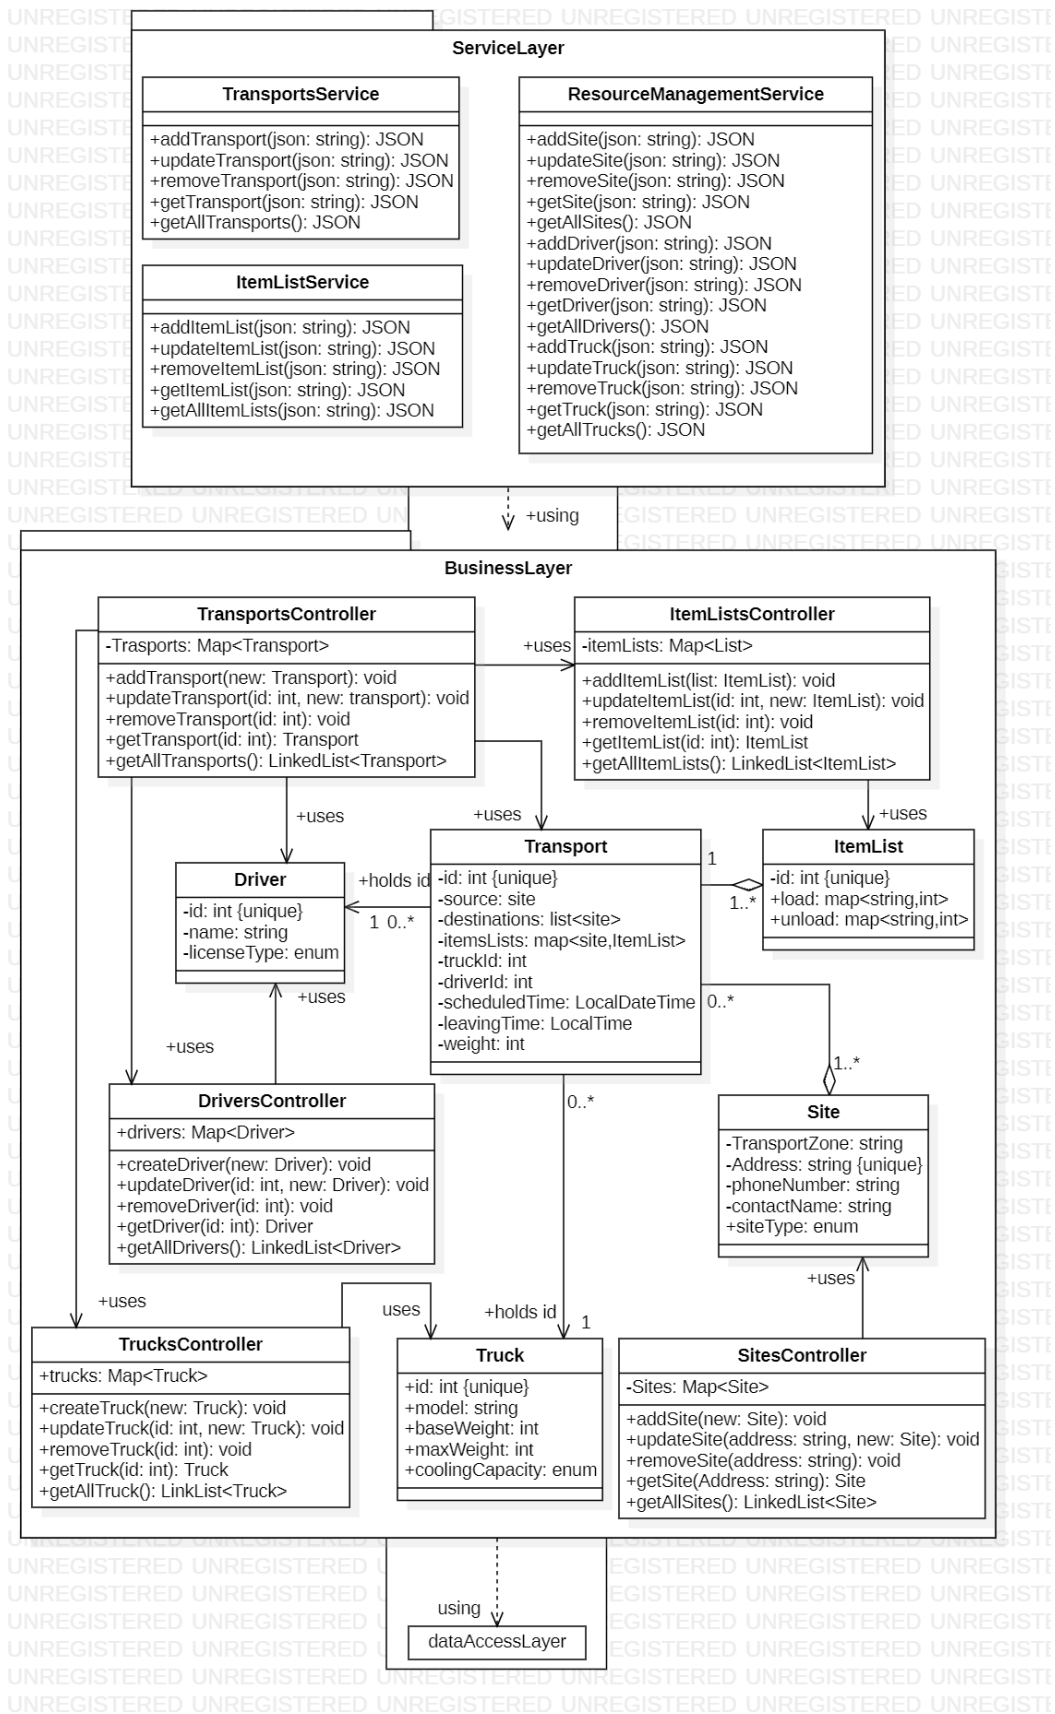 ServiceLayer
TransportsService
+addTransport(json: string): JSON
+updateTransport(json: string): JSON
+removeTransport(json: string): JSON
+getTransport(json: string): JSON
+getAllTransports(): JSON
ItemListService
+addItemList(json: string): JSON
+updateItemList(json: string): JSON
+removeItemList(json: string): JSON
+getItemList(json: string): JSON
+getAllItemLists(json: string): JSON
ResourceManagementService
+addSite(json: string): JSON
+updateSite(json: string): JSON
+removeSite(json: string): JSON
+getSite(json: string): JSON
+getAllSites(): JSON
+addDriver(json: string): JSON
+updateDriver(json: string): JSON
+removeDriver(json: string): JSON
+getDriver(json: string): JSON
+getAllDrivers(): JSON
+addTruck(json: string): JSON
+updateTruck(json: string): JSON
+removeTruck(json: string): JSON
+getTruck(json: string): JSON
+getAllTrucks(): JSON
+using
BusinessLayer
TransportsController
-Trasports: Map<Transport>
+addTransport(new: Transport): void
+updateTransport(id: int, new: transport): void
+removeTransport(id: int): void
+getTransport(id: int): Transport
+getAllTransports(): LinkedList<Transport>
+uses
ItemListsController
-itemLists: Map<List>
+addItemList(list: ItemList): void
+updateItemList(id: int, new: ItemList): void
+removeItemList(id: int): void
+getItemList(id: int): ItemList
+getAllItemLists(): LinkedList<ItemList>
+uses
+uses
+uses
Driver
-id: int {unique}
-name: string
-licenseType: enum
+holds id
1
0..*
Transport
-id: int {unique}
-source: site
-destinations: list<site>
-itemsLists: map<site,ItemList>
-truckId: int
-driverId: int
-scheduledTime: LocalDateTime
-leavingTime: LocalTime
-weight: int
1
1..*
ItemList
-id: int {unique}
+load: map<string,int>
+unload: map<string,int>
+uses
0..*
+uses
1..*
0..*
DriversController
+drivers: Map<Driver>
+createDriver(new: Driver): void
+updateDriver(id: int, new: Driver): void
+removeDriver(id: int): void
+getDriver(id: int): Driver
+getAllDrivers(): LinkedList<Driver>
Site
-TransportZone: string
-Address: string {unique}
-phoneNumber: string
-contactName: string
+siteType: enum
+uses
+uses
uses
+holds id
1
TrucksController
+trucks: Map<Truck>
+createTruck(new: Truck): void
+updateTruck(id: int, new: Truck): void
+removeTruck(id: int): void
+getTruck(id: int): Truck
+getAllTruck(): LinkList<Truck>
Truck
+id: int {unique}
+model: string
+baseWeight: int
+maxWeight: int
+coolingCapacity: enum
SitesController
-Sites: Map<Site>
+addSite(new: Site): void
+updateSite(address: string, new: Site): void
+removeSite(address: string): void
+getSite(Address: string): Site
+getAllSites(): LinkedList<Site>
using
dataAccessLayer